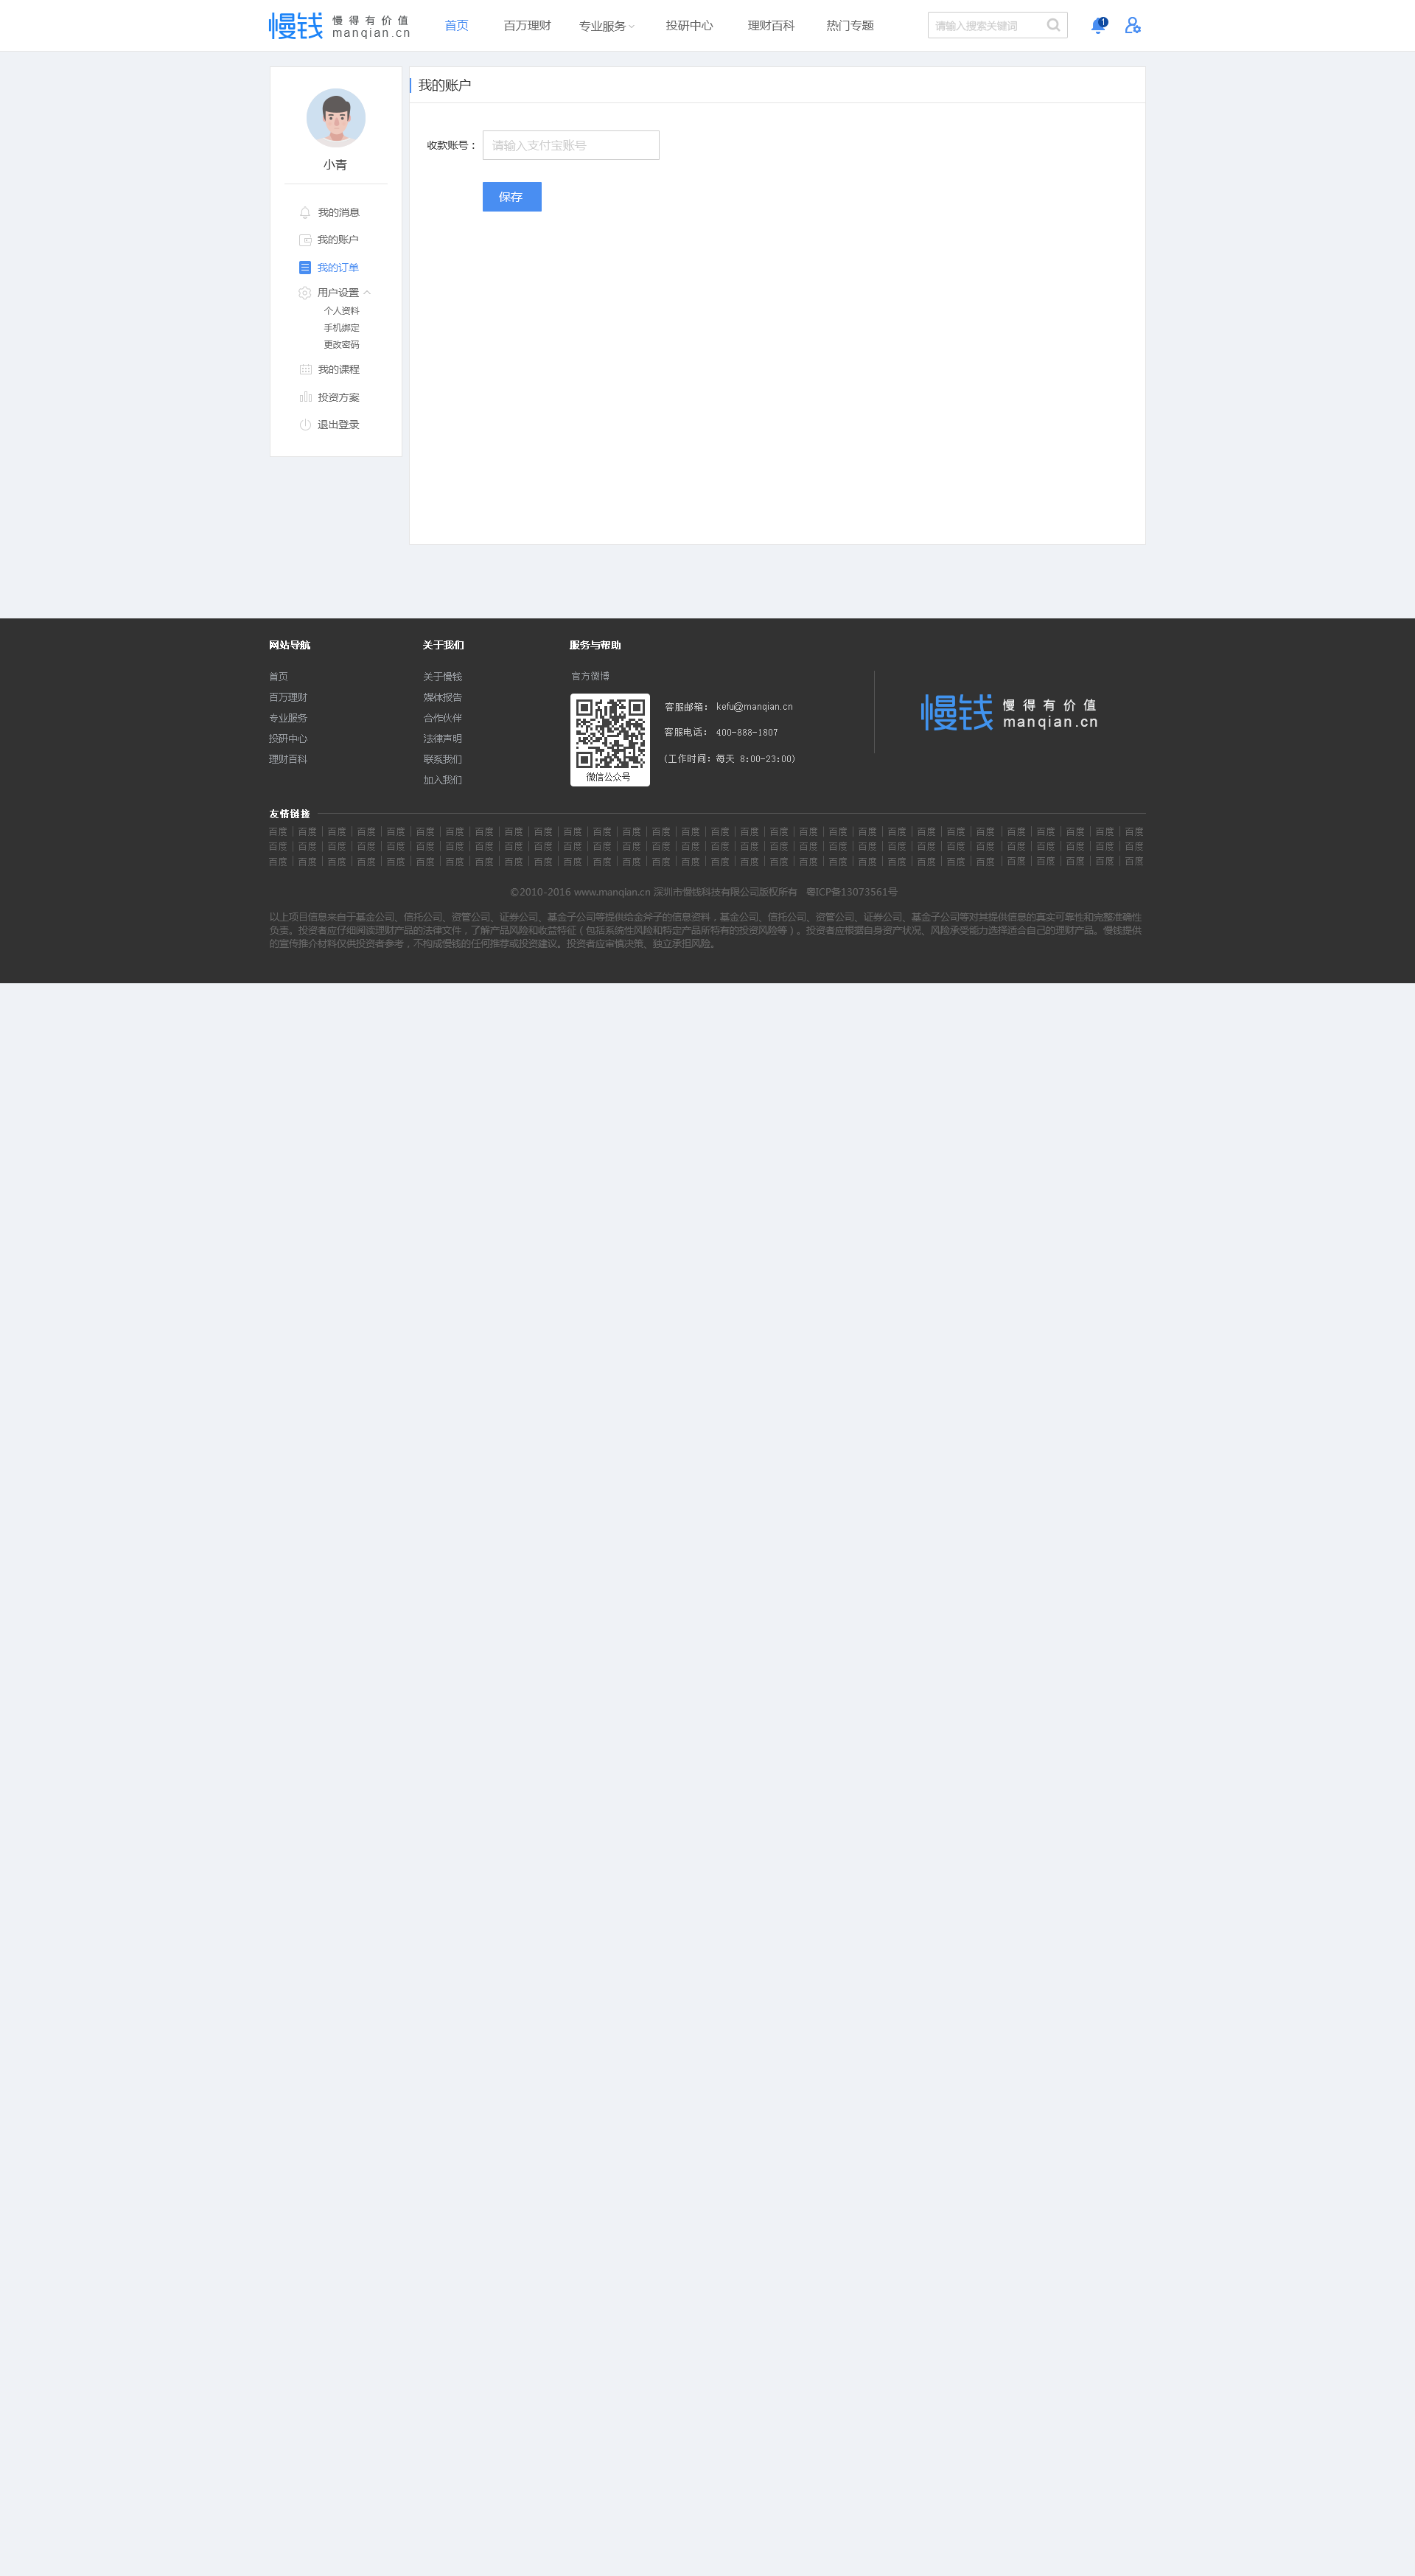 慢钱 慢得有价值 manqian.cn 首页 百万理财 专业服务 投研中心 理财百科 热门专题 请输入搜索关键词 1
我的账户
小青
我的消息
我的账户
我的订单
用户设置
个人资料
手机绑定
更改密码
我的课程
投资方案
退出登录
收款账号： 请输入支付宝账号
保存
网站导航
首页
百万理财
专业服务
投研中心
理财百科
关于我们
关于慢钱
媒体报告
合作伙伴
法律声明
联系我们
加入我们
服务与帮助
官方微博
微信公众号
客服邮箱： kefu@manqian.cn
客服电话： 400-888-1807
(工作时间：每天 8:00-23:00)
慢钱 慢得有价值
manqian.cn
友情链接
百度 | 百度 | 百度 | 百度 | 百度 | 百度 | 百度 | 百度 | 百度 | 百度 | 百度 | 百度 | 百度 | 百度 | 百度 | 百度 | 百度 | 百度 | 百度 | 百度 | 百度 | 百度 | 百度 | 百度 | 百度 | 百度 | 百度 | 百度 | 百度 | 百度
百度 | 百度 | 百度 | 百度 | 百度 | 百度 | 百度 | 百度 | 百度 | 百度 | 百度 | 百度 | 百度 | 百度 | 百度 | 百度 | 百度 | 百度 | 百度 | 百度 | 百度 | 百度 | 百度 | 百度 | 百度 | 百度 | 百度 | 百度 | 百度 | 百度
百度 | 百度 | 百度 | 百度 | 百度 | 百度 | 百度 | 百度 | 百度 | 百度 | 百度 | 百度 | 百度 | 百度 | 百度 | 百度 | 百度 | 百度 | 百度 | 百度 | 百度 | 百度 | 百度 | 百度 | 百度 | 百度 | 百度 | 百度 | 百度 | 百度
©2010-2016 www.manqian.cn 深圳市慢钱科技有限公司版权所有 粤ICP备13073561号
以上项目信息来自于基金公司、信托公司、资管公司、证券公司、基金子公司等提供给金斧子的信息资料，基金公司、信托公司、资管公司、证券公司、基金子公司等对其提供信息的真实可靠性和完整准确性
负责。投资者应仔细阅读理财产品的法律文件，了解产品风险和收益特征（包括系统性风险和特定产品所特有的投资风险等）。投资者应根据自身资产状况、风险承受能力选择适合自己的理财产品。慢钱提供
的宣传推介材料仅供投资者参考，不构成慢钱的任何推荐或投资建议。投资者应审慎决策、独立承担风险。